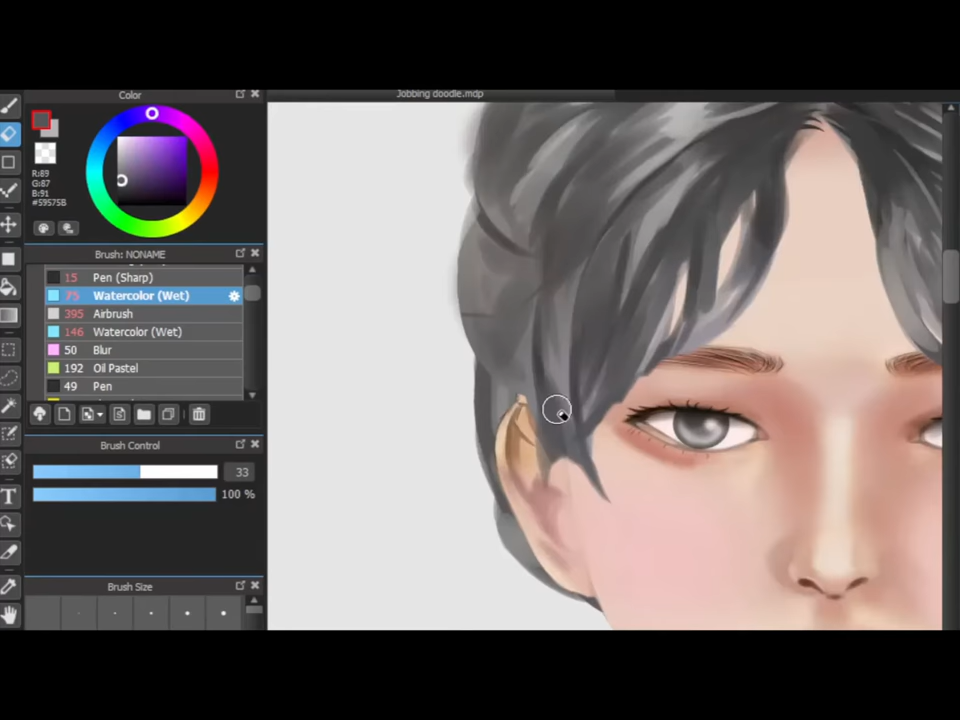 Color
Jobbing doodle.mdp
R:89
G:87
B:91
#59575B
Brush: NONAME
15 Pen (Sharp)
75 Watercolor (Wet)
395 Airbrush
146 Watercolor (Wet)
50 Blur
192 Oil Pastel
49 Pen
Brush Control
33
100 %
T
Brush Size